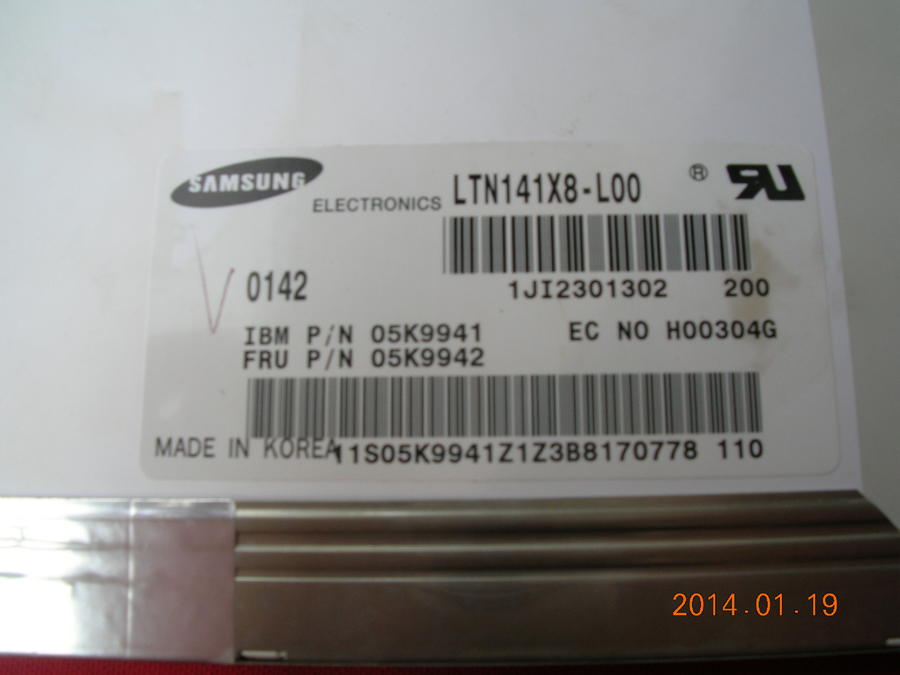 SAMSUNG ELECTRONICS LTN141X8-L00 ®
0142 1JI2301302 200
IBM P/N 05K9941 EC NO H00304G
FRU P/N 05K9942
MADE IN KOREA 11S05K9941Z1Z3B8170778 110
2014.01.19